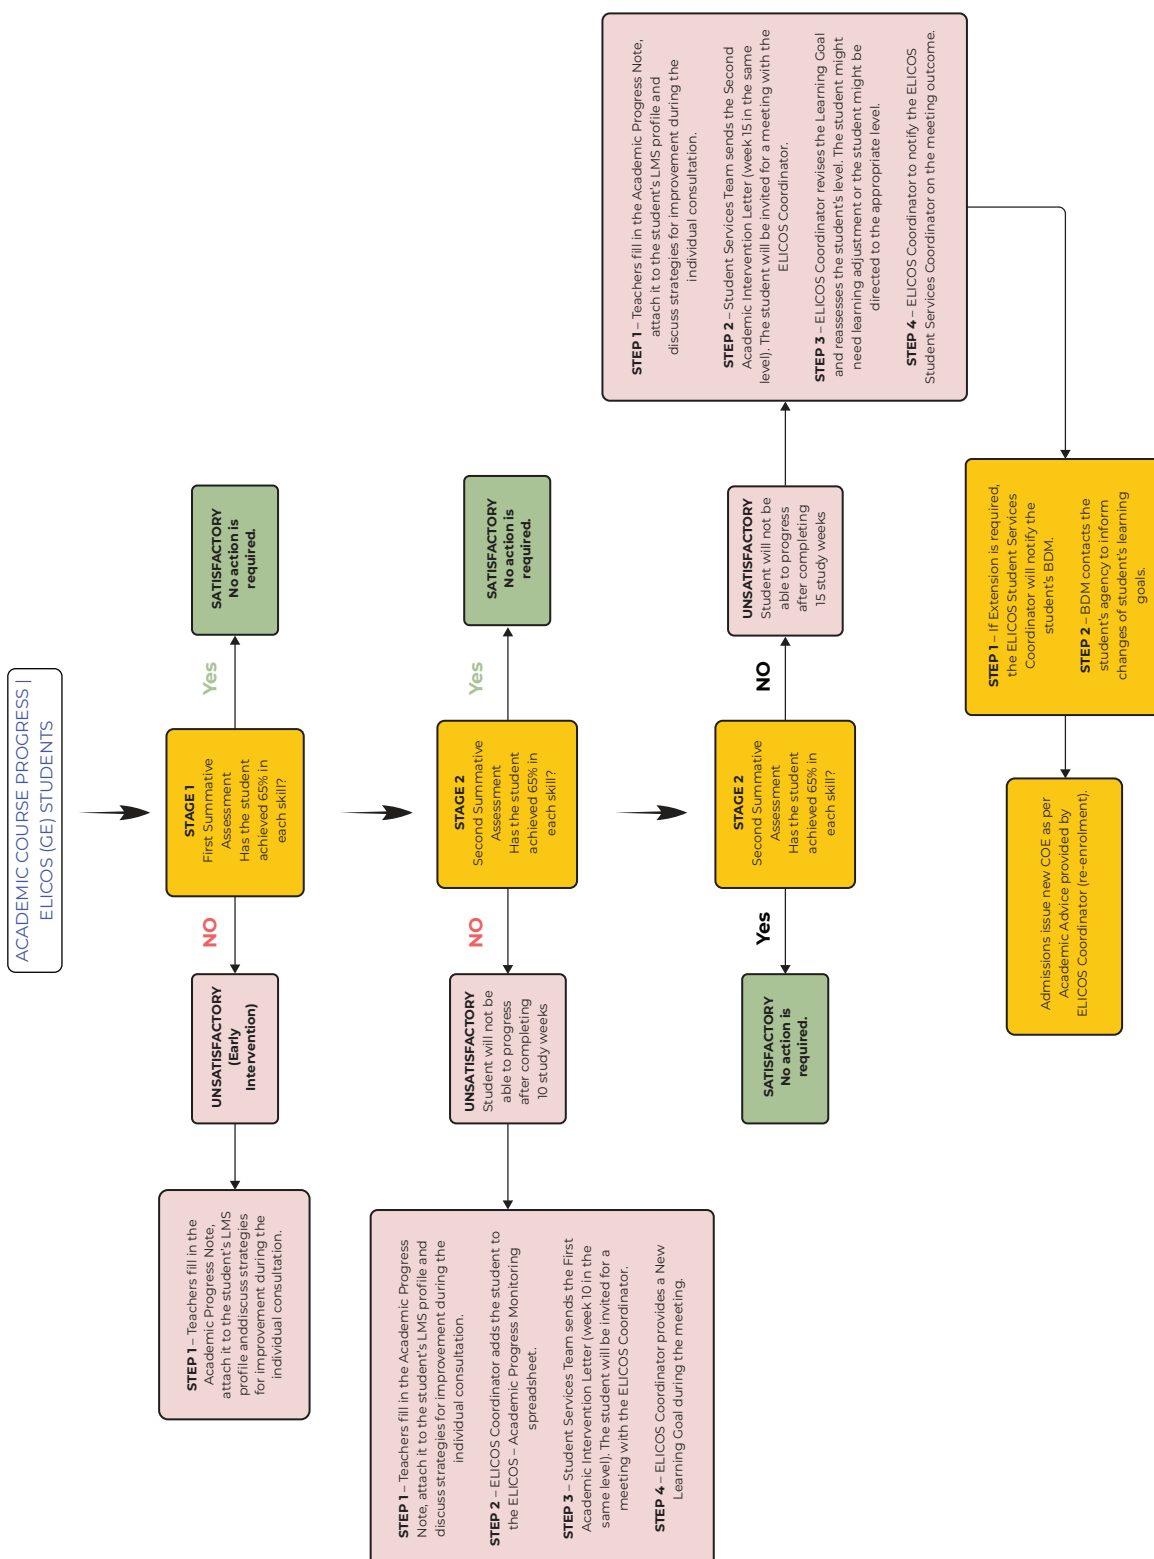 ACADEMIC COURSE PROGRESS |
ELICOS (GE) STUDENTS
STAGE 1
First Summative
Assessment
Has the student
achieved 65% in
each skill?
NO
Yes
UNSATISFACTORY
(Early
Intervention)
SATISFACTORY
No action is
required.
STEP 1 – Teachers fill in the
Academic Progress Note,
attach it to the student's LMS
profile anddiscuss strategies
for improvement during the
individual consultation.
STAGE 2
Second Summative
Assessment
Has the student
achieved 65% in
each skill?
NO
Yes
UNSATISFACTORY
Student will not be
able to progress
after completing
10 study weeks
SATISFACTORY
No action is
required.
STEP 1 – Teachers fill in the Academic Progress
Note, attach it to the student's LMS profile and
discuss strategies for improvement during the
individual consultation.
STEP 2 – ELICOS Coordinator adds the student to
the ELICOS – Academic Progress Monitoring
spreadsheet.
STEP 3 – Student Services Team sends the First
Academic Intervention Letter (week 10 in the
same level). The student will be invited for a
meeting with the ELICOS Coordinator.
STEP 4 – ELICOS Coordinator provides a New
Learning Goal during the meeting.
STAGE 2
Second Summative
Assessment
Has the student
achieved 65% in
each skill?
Yes
NO
SATISFACTORY
No action is
required.
UNSATISFACTORY
Student will not be
able to progress
after completing
15 study weeks
STEP 1 – Teachers fill in the Academic Progress Note,
attach it to the student's LMS profile and
discuss strategies for improvement during the
individual consultation.
STEP 2 – Student Services Team sends the Second
Academic Intervention Letter (week 15 in the same
level). The student will be invited for a meeting with the
ELICOS Coordinator.
STEP 3 – ELICOS Coordinator revises the Learning Goal
and reassesses the student's level. The student might
need learning adjustment or the student might be
directed to the appropriate level.
STEP 4 – ELICOS Coordinator to notify the ELICOS
Student Services Coordinator on the meeting outcome.
STEP 1 – If Extension is required,
the ELICOS Student Services
Coordinator will notify the
student's BDM.
STEP 2 – BDM contacts the
student's agency to inform
changes of student's learning
goals.
Admissions issue new COE as per
Academic Advice provided by
ELICOS Coordinator (re-enrolment).